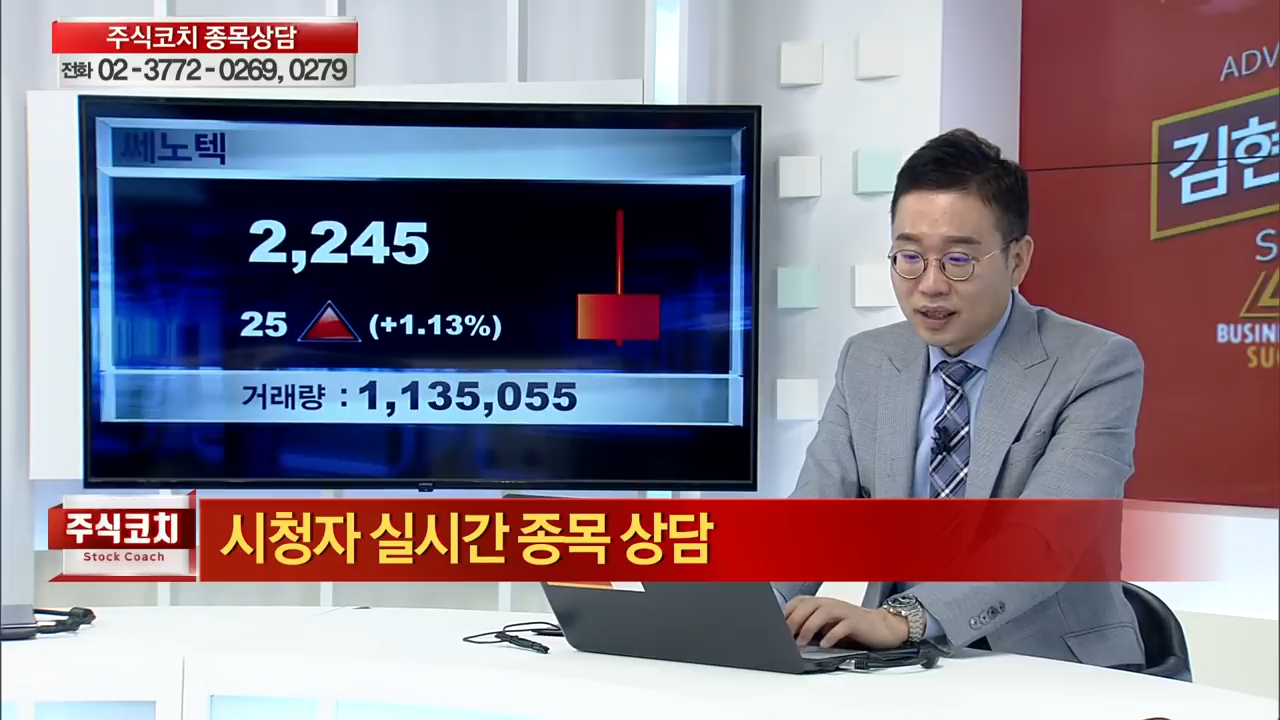 주식코치 종목상담
전화 02-3772-0269, 0279
쎄노텍
2,245
25 (+1.13%)
거래량 : 1,135,055
ADV
김현
BUSIN
SU
주식코치
Stock Coach
시청자 실시간 종목 상담